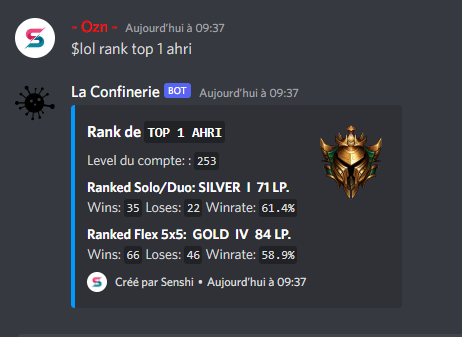 - Ozn - Aujourd'hui à 09:37
$lol rank top 1 ahri
La Confinerie BOT Aujourd'hui à 09:37
Rank de TOP 1 AHRI
Level du compte: : 253
Ranked Solo/Duo: SILVER I 71 LP.
Wins: 35 Loses: 22 Winrate: 61.4%
Ranked Flex 5x5: GOLD IV 84 LP.
Wins: 66 Loses: 46 Winrate: 58.9%
Créé par Senshi • Aujourd'hui à 09:37